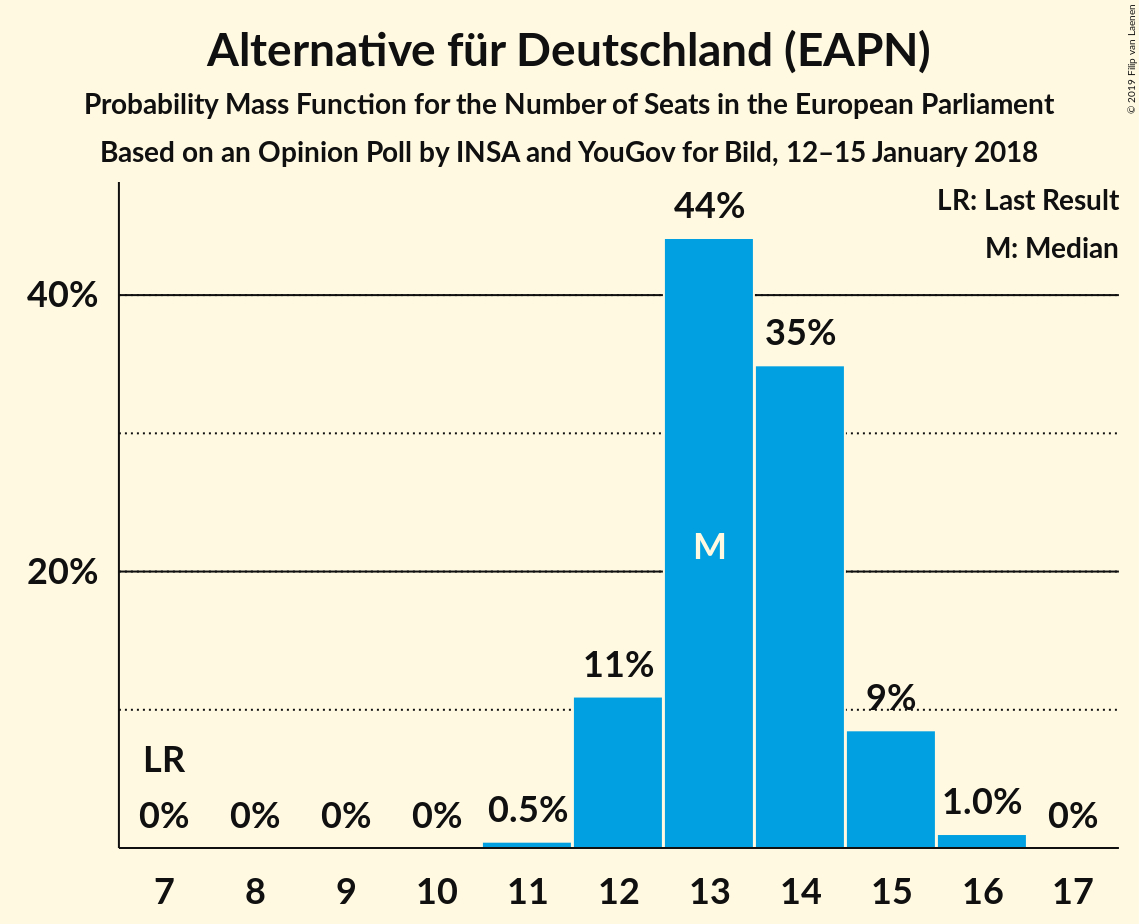 Alternative für Deutschland (EAPN)
Probability Mass Function for the Number of Seats in the European Parliament
Based on an Opinion Poll by INSA and YouGov for Bild, 12–15 January 2018
© 2019 Filip van Laenen
LR: Last Result
M: Median
44%
40%
35%
M
20%
11%
9%
LR
0% 0% 0% 0% 0.5% 1.0% 0%
7 8 9 10 11 12 13 14 15 16 17